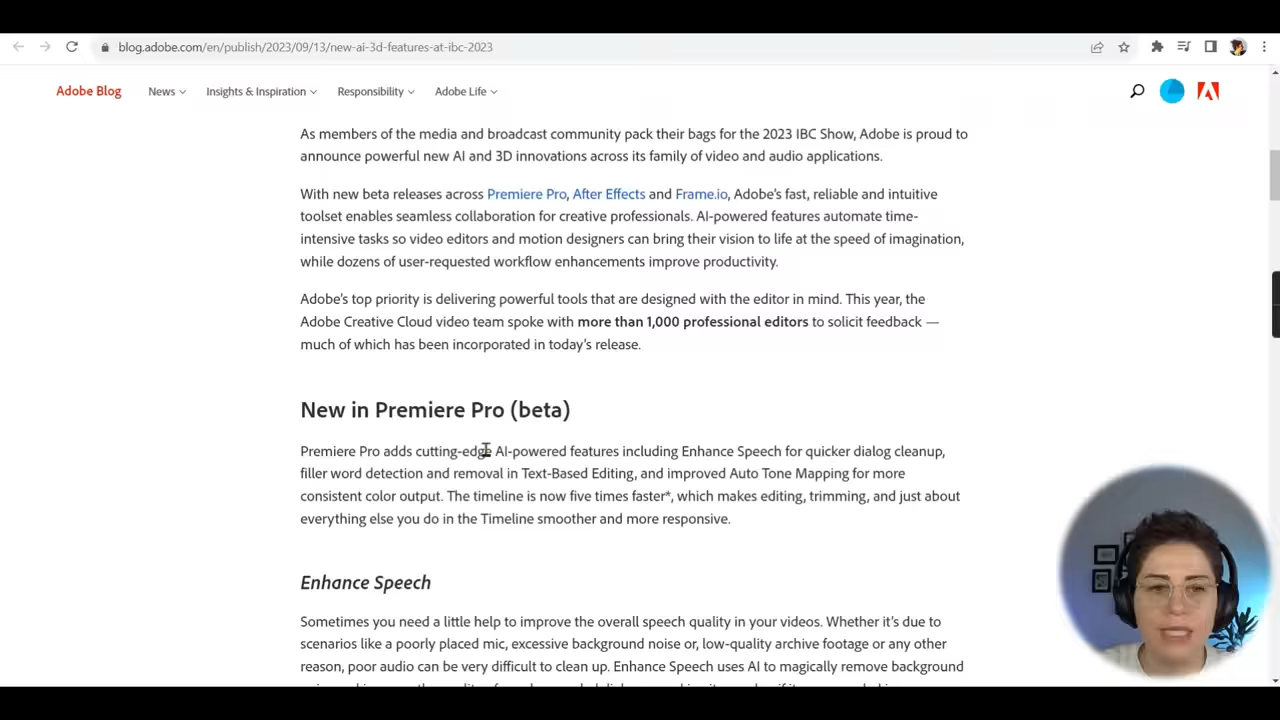 blog.adobe.com/en/publish/2023/09/13/new-ai-3d-features-at-ibc-2023
Adobe Blog
News
Insights & Inspiration
Responsibility
Adobe Life
As members of the media and broadcast community pack their bags for the 2023 IBC Show, Adobe is proud to
announce powerful new AI and 3D innovations across its family of video and audio applications.
With new beta releases across Premiere Pro, After Effects and Frame.io, Adobe's fast, reliable and intuitive
toolset enables seamless collaboration for creative professionals. AI-powered features automate time-
intensive tasks so video editors and motion designers can bring their vision to life at the speed of imagination,
while dozens of user-requested workflow enhancements improve productivity.
Adobe's top priority is delivering powerful tools that are designed with the editor in mind. This year, the
Adobe Creative Cloud video team spoke with more than 1,000 professional editors to solicit feedback —
much of which has been incorporated in today's release.
New in Premiere Pro (beta)
Premiere Pro adds cutting-edge AI-powered features including Enhance Speech for quicker dialog cleanup,
filler word detection and removal in Text-Based Editing, and improved Auto Tone Mapping for more
consistent color output. The timeline is now five times faster*, which makes editing, trimming, and just about
everything else you do in the Timeline smoother and more responsive.
Enhance Speech
Sometimes you need a little help to improve the overall speech quality in your videos. Whether it's due to
scenarios like a poorly placed mic, excessive background noise or, low-quality archive footage or any other
reason, poor audio can be very difficult to clean up. Enhance Speech uses AI to magically remove background